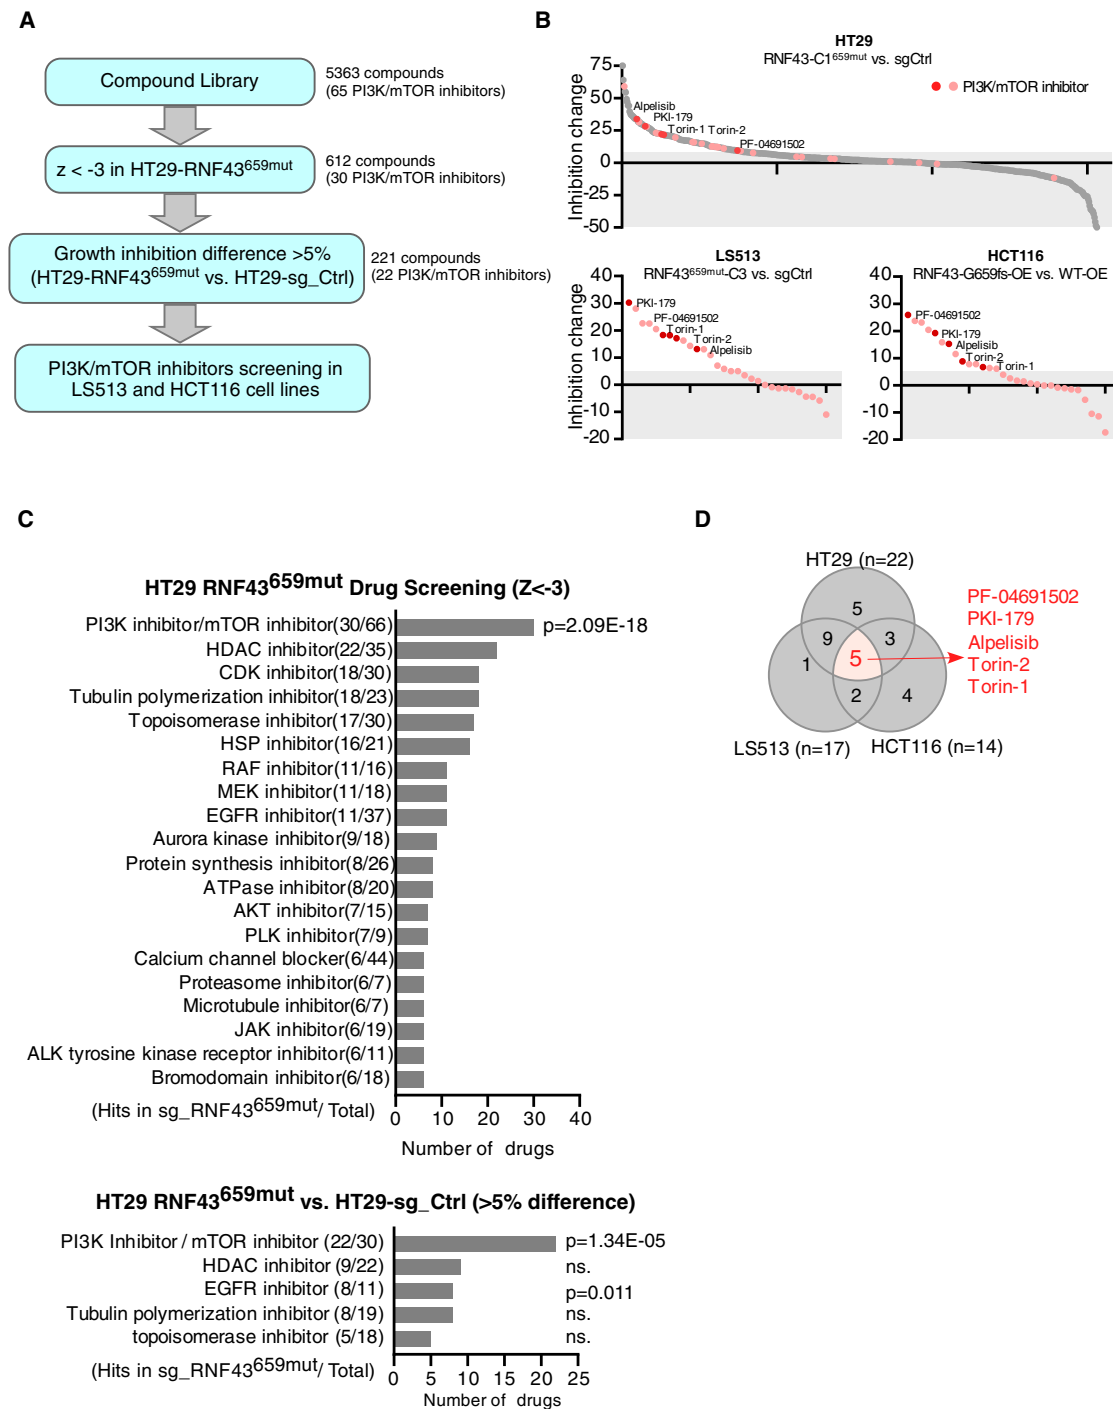 A
Compound Library
5363 compounds
(65 PI3K/mTOR inhibitors)
z < -3 in HT29-RNF43659mut
612 compounds
(30 PI3K/mTOR inhibitors)
Growth inhibition difference >5%
(HT29-RNF43659mut vs. HT29-sg_Ctrl)
221 compounds
(22 PI3K/mTOR inhibitors)
PI3K/mTOR inhibitors screening in
LS513 and HCT116 cell lines
B
HT29
RNF43-C1659mut vs. sgCtrl
PI3K/mTOR inhibitor
Inhibition change
75
50
25
0
-25
-50
Alpelisib
PKI-179
Torin-1 Torin-2
PF-04691502
LS513
RNF43659mut-C3 vs. sgCtrl
Inhibition change
40
30
20
10
0
-10
-20
PKI-179
PF-04691502
Torin-1
Torin-2
Alpelisib
HCT116
RNF43-G659fs-OE vs. WT-OE
40
30
20
10
0
-10
-20
PF-04691502
PKI-179
Alpelisib
Torin-2
Torin-1
C
HT29 RNF43659mut Drug Screening (Z<-3)
PI3K inhibitor/mTOR inhibitor(30/66)
p=2.09E-18
HDAC inhibitor(22/35)
CDK inhibitor(18/30)
Tubulin polymerization inhibitor(18/23)
Topoisomerase inhibitor(17/30)
HSP inhibitor(16/21)
RAF inhibitor(11/16)
MEK inhibitor(11/18)
EGFR inhibitor(11/37)
Aurora kinase inhibitor(9/18)
Protein synthesis inhibitor(8/26)
ATPase inhibitor(8/20)
AKT inhibitor(7/15)
PLK inhibitor(7/9)
Calcium channel blocker(6/44)
Proteasome inhibitor(6/7)
Microtubule inhibitor(6/7)
JAK inhibitor(6/19)
ALK tyrosine kinase receptor inhibitor(6/11)
Bromodomain inhibitor(6/18)
(Hits in sg_RNF43659mut/ Total)
0 10 20 30 40
Number of drugs
HT29 RNF43659mut vs. HT29-sg_Ctrl (>5% difference)
PI3K Inhibitor / mTOR inhibitor (22/30)
p=1.34E-05
HDAC inhibitor (9/22)
ns.
EGFR inhibitor (8/11)
p=0.011
Tubulin polymerization inhibitor (8/19)
ns.
topoisomerase inhibitor (5/18)
ns.
(Hits in sg_RNF43659mut/ Total)
0 5 10 15 20 25
Number of drugs
D
HT29 (n=22)
5
9
3
5
1
2
4
LS513 (n=17)
HCT116 (n=14)
PF-04691502
PKI-179
Alpelisib
Torin-2
Torin-1